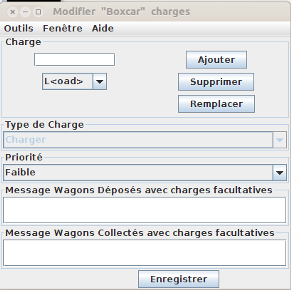 Modifier "Boxcar" charges
Outils Fenêtre Aide
Charge
Ajouter
L<oad>
Supprimer
Remplacer
Type de Charge
Charger
Priorité
Faible
Message Wagons Déposés avec charges facultatives
Message Wagons Collectés avec charges facultatives
Enregistrer